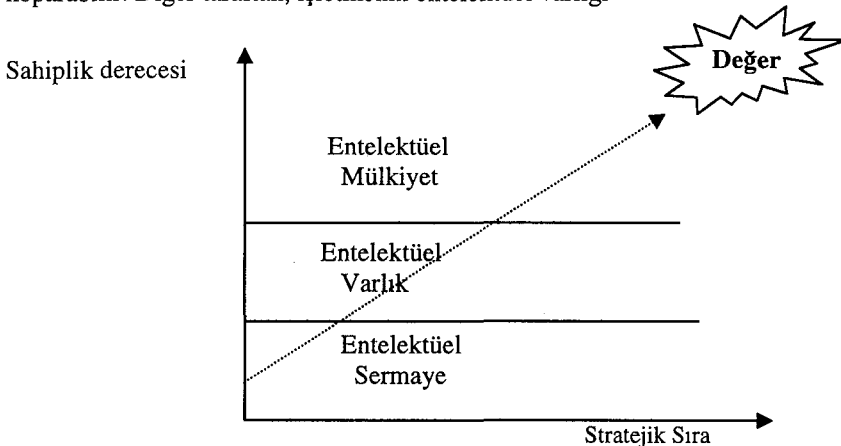 Değer
Sahiplik derecesi
Entelektüel
Mülkiyet
Entelektüel
Varlık
Entelektüel
Sermaye
Stratejik Sıra